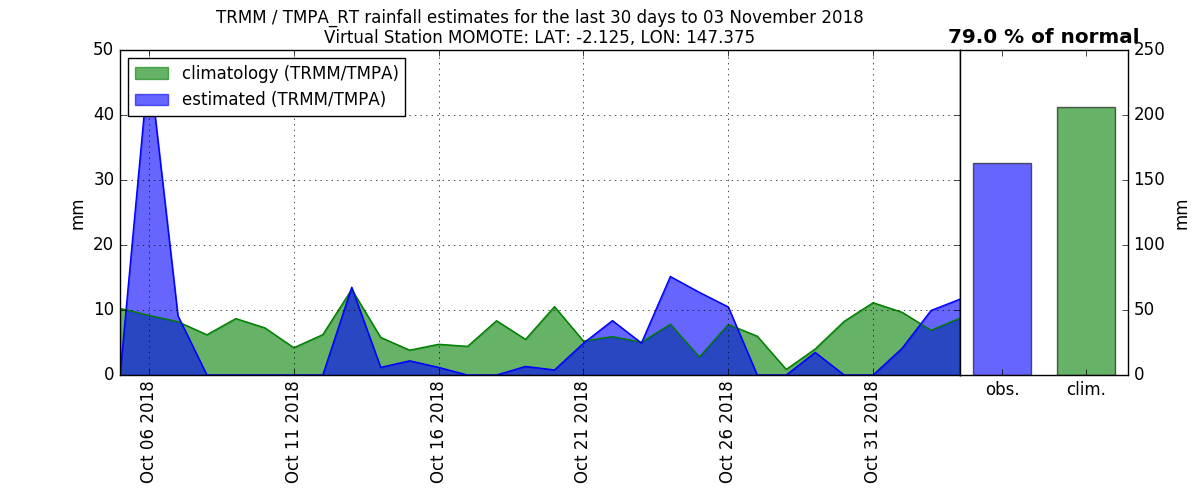 TRMM / TMPA_RT rainfall estimates for the last 30 days to 03 November 2018
Virtual Station MOMOTE: LAT: -2.125, LON: 147.375
79.0 % of normal
climatology (TRMM/TMPA)
estimated (TRMM/TMPA)
50
40
30
20
10
0
mm
Oct 06 2018
Oct 11 2018
Oct 16 2018
Oct 21 2018
Oct 26 2018
Oct 31 2018
obs.
clim.
250
200
150
100
50
0
mm